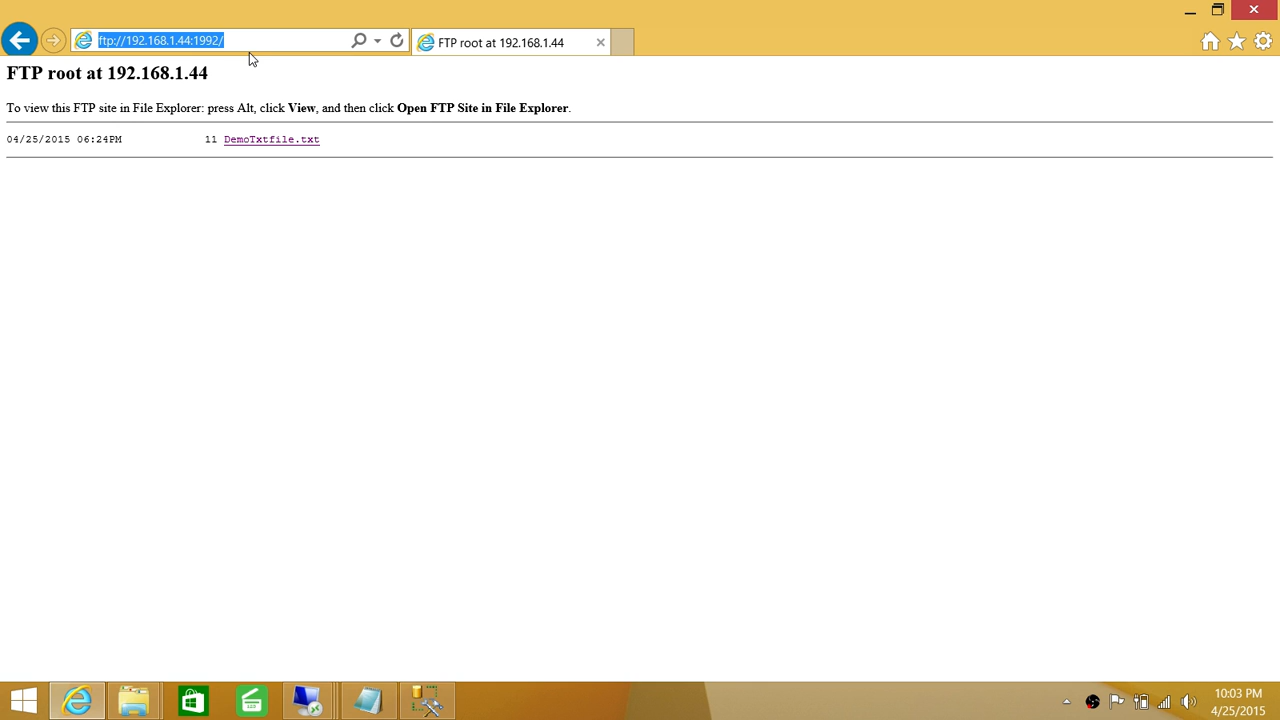 ftp://192.168.1.44:1992/
FTP root at 192.168.1.44
FTP root at 192.168.1.44
To view this FTP site in File Explorer: press Alt, click View, and then click Open FTP Site in File Explorer.
04/25/2015 06:24PM 11 DemoTxtfile.txt
10:03 PM
4/25/2015